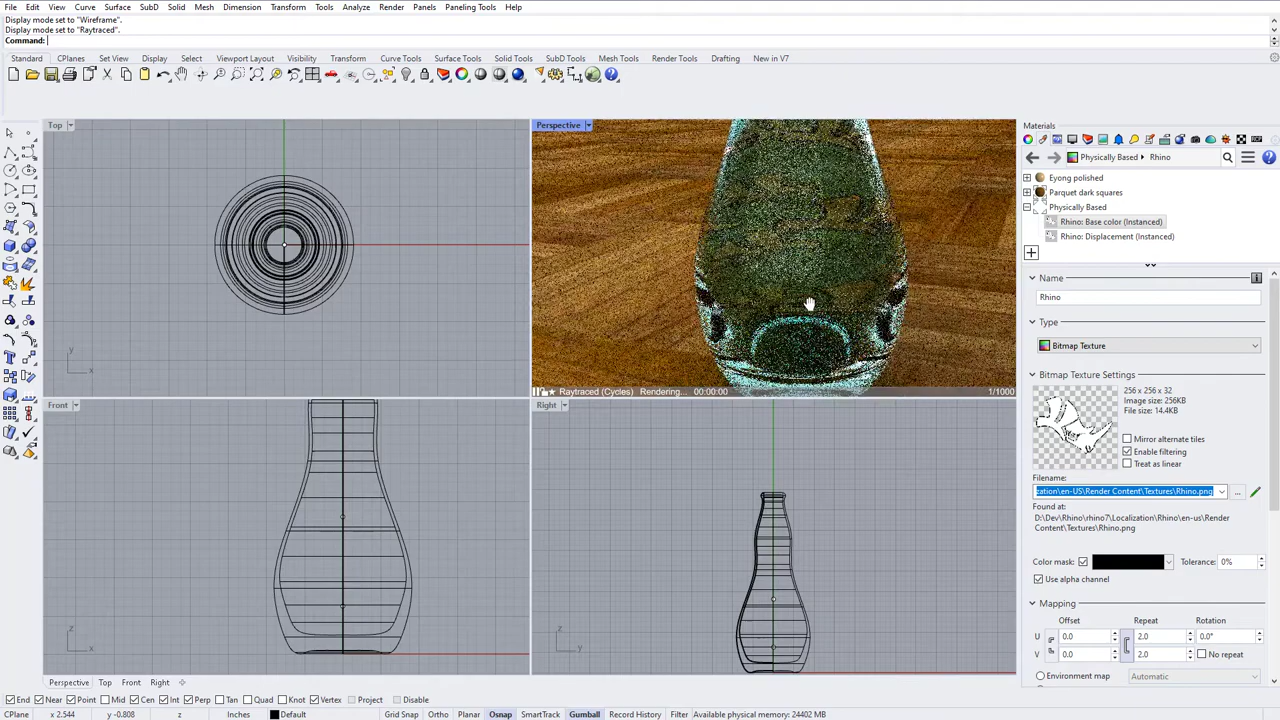 File Edit View Curve Surface SubD Solid Mesh Dimension Transform Tools Analyze Render Panels Paneling Tools Help
Display mode set to "Wireframe".
Display mode set to "Raytraced".
Command:
Standard CPlanes Set View Display Select Viewport Layout Visibility Transform Curve Tools Surface Tools Solid Tools SubD Tools Mesh Tools Render Tools Drafting New in V7
Top
Perspective
Materials
Physically Based Rhino
Eyong polished
Parquet dark squares
Physically Based
Rhino: Base color (Instanced)
Rhino: Displacement (Instanced)
Name
Rhino
Type
Bitmap Texture
Bitmap Texture Settings
256 x 256 x 32
Image size: 256KB
File size: 14.4KB
Mirror alternate tiles
Enable filtering
Treat as linear
Filename:
zation\en-US\Render Content\Textures\Rhino.png
...
Found at:
D:\Dev\Rhino\rhino7\Localization\Rhino\en-us\Render
Content\Textures\Rhino.png
Color mask: Tolerance: 0%
Use alpha channel
Mapping
Offset Repeat Rotation
U 0.0 2.0 0.0°
V 0.0 2.0 No repeat
Environment map Automatic
y
x
Raytraced (Cycles) Rendering... 00:00:00 1/1000
Front
Right
z
x
z
y
Perspective Top Front Right
End Near Point Mid Cen Int Perp Tan Quad Knot Vertex Project Disable
CPlane x 2.544 y -0.808 z Inches Default Grid Snap Ortho Planar Osnap SmartTrack Gumball Record History Filter Available physical memory: 24402 MB